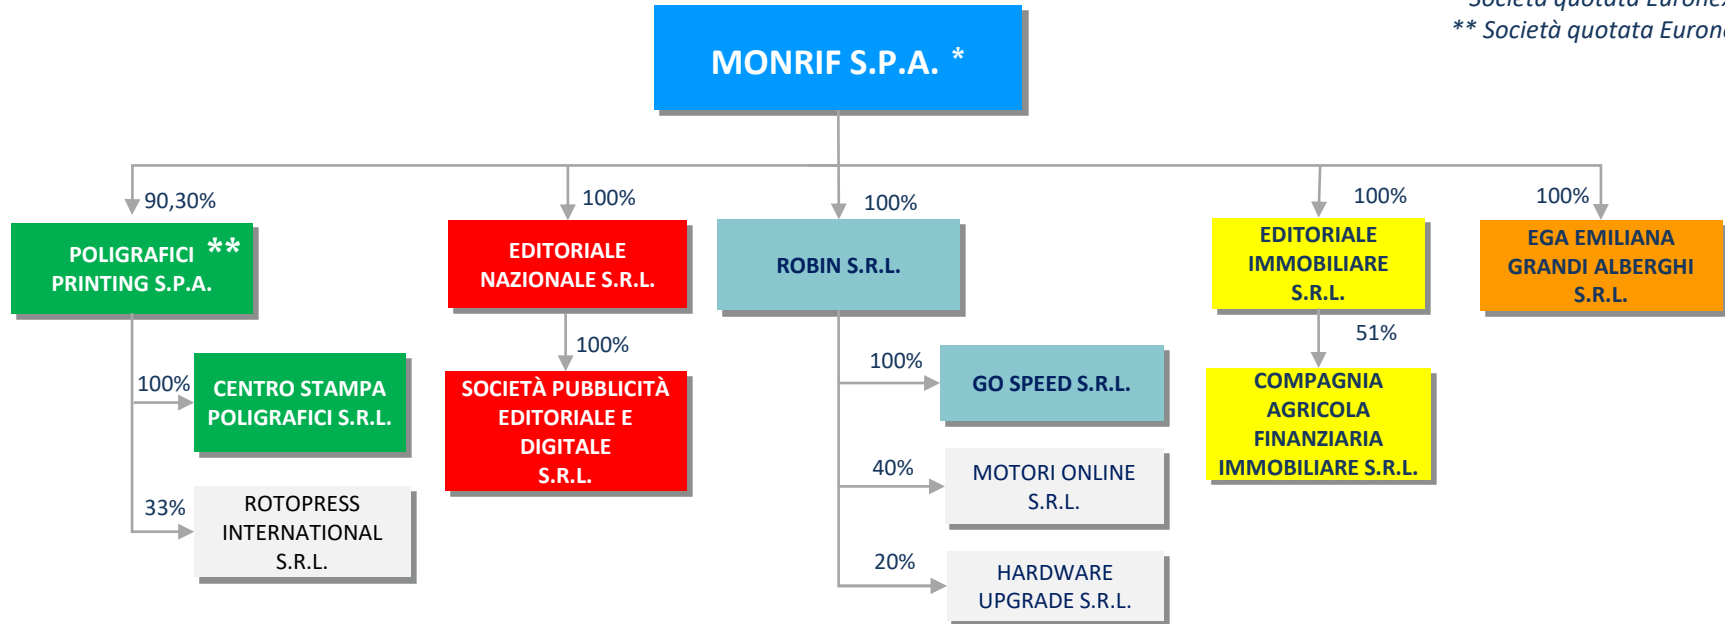 Società quotata
** Società quotata
MONRIF S.P.A. *
90,30%
100%
100%
100%
100%
POLIGRAFICI **
PRINTING S.P.A.
EDITORIALE
NAZIONALE S.R.L.
ROBIN S.R.L.
EDITORIALE
IMMOBILIARE
S.R.L.
EGA EMILIANA
GRANDI ALBERGHI
S.R.L.
100%
CENTRO STAMPA
POLIGRAFICI S.R.L.
33%
ROTOPRESS
INTERNATIONAL
S.R.L.
100%
SOCIETÀ PUBBLICITÀ
EDITORIALE E
DIGITALE
S.R.L.
100%
GO SPEED S.R.L.
40%
MOTORI ONLINE
S.R.L.
20%
HARDWARE
UPGRADE S.R.L.
51%
COMPAGNIA
AGRICOLA
FINANZIARIA
IMMOBILIARE S.R.L.